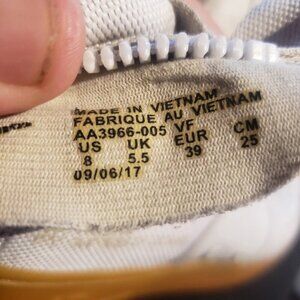 MADE IN VIETNAM
FABRIQUE AU VIETNAM
AA3966-005 VF
US UK EUR CM
8 5.5 39 25
09/06/17